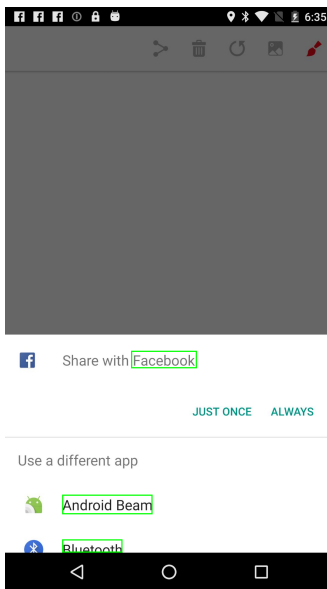 6:35
Share with Facebook
JUST ONCE ALWAYS
Use a different app
Android Beam
Bluetooth